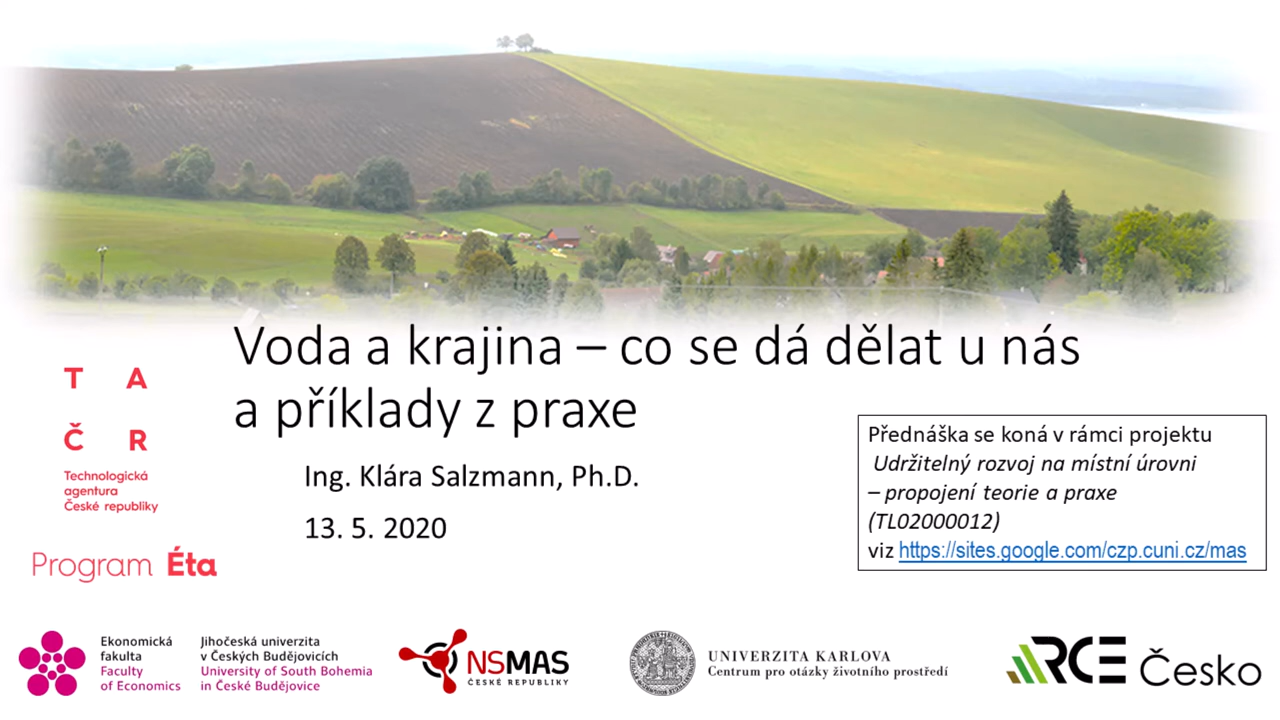 Voda a krajina – co se dá dělat u nás
a příklady z praxe
Ing. Klára Salzmann, Ph.D.
13. 5. 2020
T A
Č R
Technologická
agentura
České republiky
Program Éta
Přednáška se koná v rámci projektu
Udržitelný rozvoj na místní úrovni
– propojení teorie a praxe
(TL02000012)
viz https://sites.google.com/czp.cuni.cz/mas
Ekonomická
fakulta
Faculty
of Economics
Jihočeská univerzita
v Českých Budějovicích
University of South Bohemia
in České Budějovice
NSMAS
ČESKÉ REPUBLIKY
UNIVERZITA KARLOVA
Centrum pro otázky životního prostředí
RCE Česko